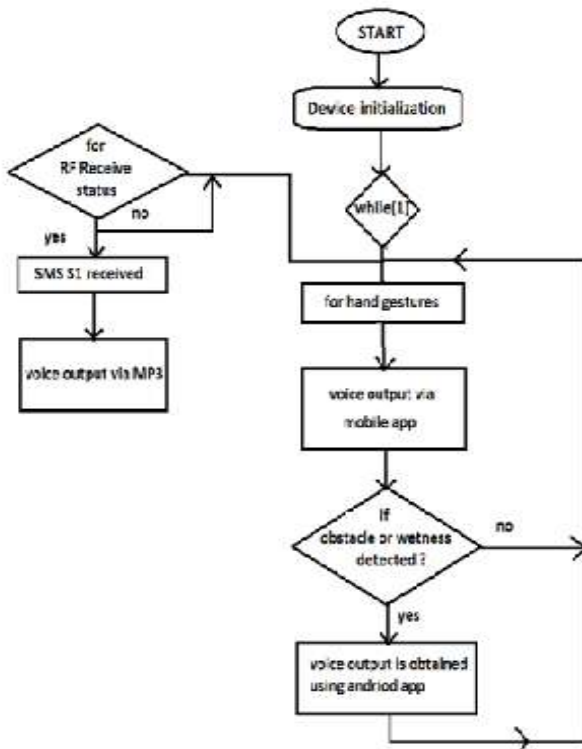 START
Device initialization
for
RF Receive
status
while[1]
no
yes
SMS S1 received
for hand gestures
voice output via MP3
voice output via
mobile app
If
obstacle or wetness
detected ?
no
yes
voice output is obtained
using andriod app